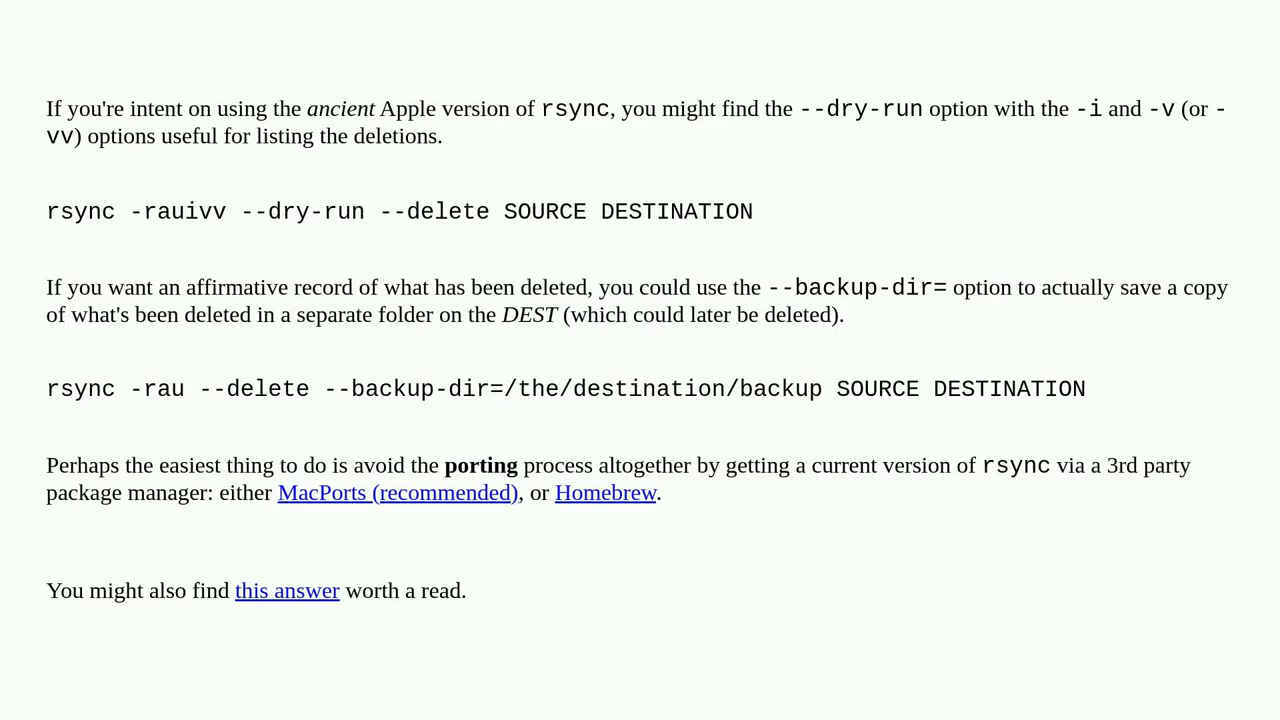 If you're intent on using the ancient Apple version of rsync, you might find the --dry-run option with the -i and -v (or -
vv) options useful for listing the deletions.
rsync -rauivv --dry-run --delete SOURCE DESTINATION
If you want an affirmative record of what has been deleted, you could use the --backup-dir= option to actually save a copy
of what's been deleted in a separate folder on the DEST (which could later be deleted).
rsync -rau --delete --backup-dir=/the/destination/backup SOURCE DESTINATION
Perhaps the easiest thing to do is avoid the porting process altogether by getting a current version of rsync via a 3rd party
package manager: either MacPorts (recommended), or Homebrew.
You might also find this answer worth a read.